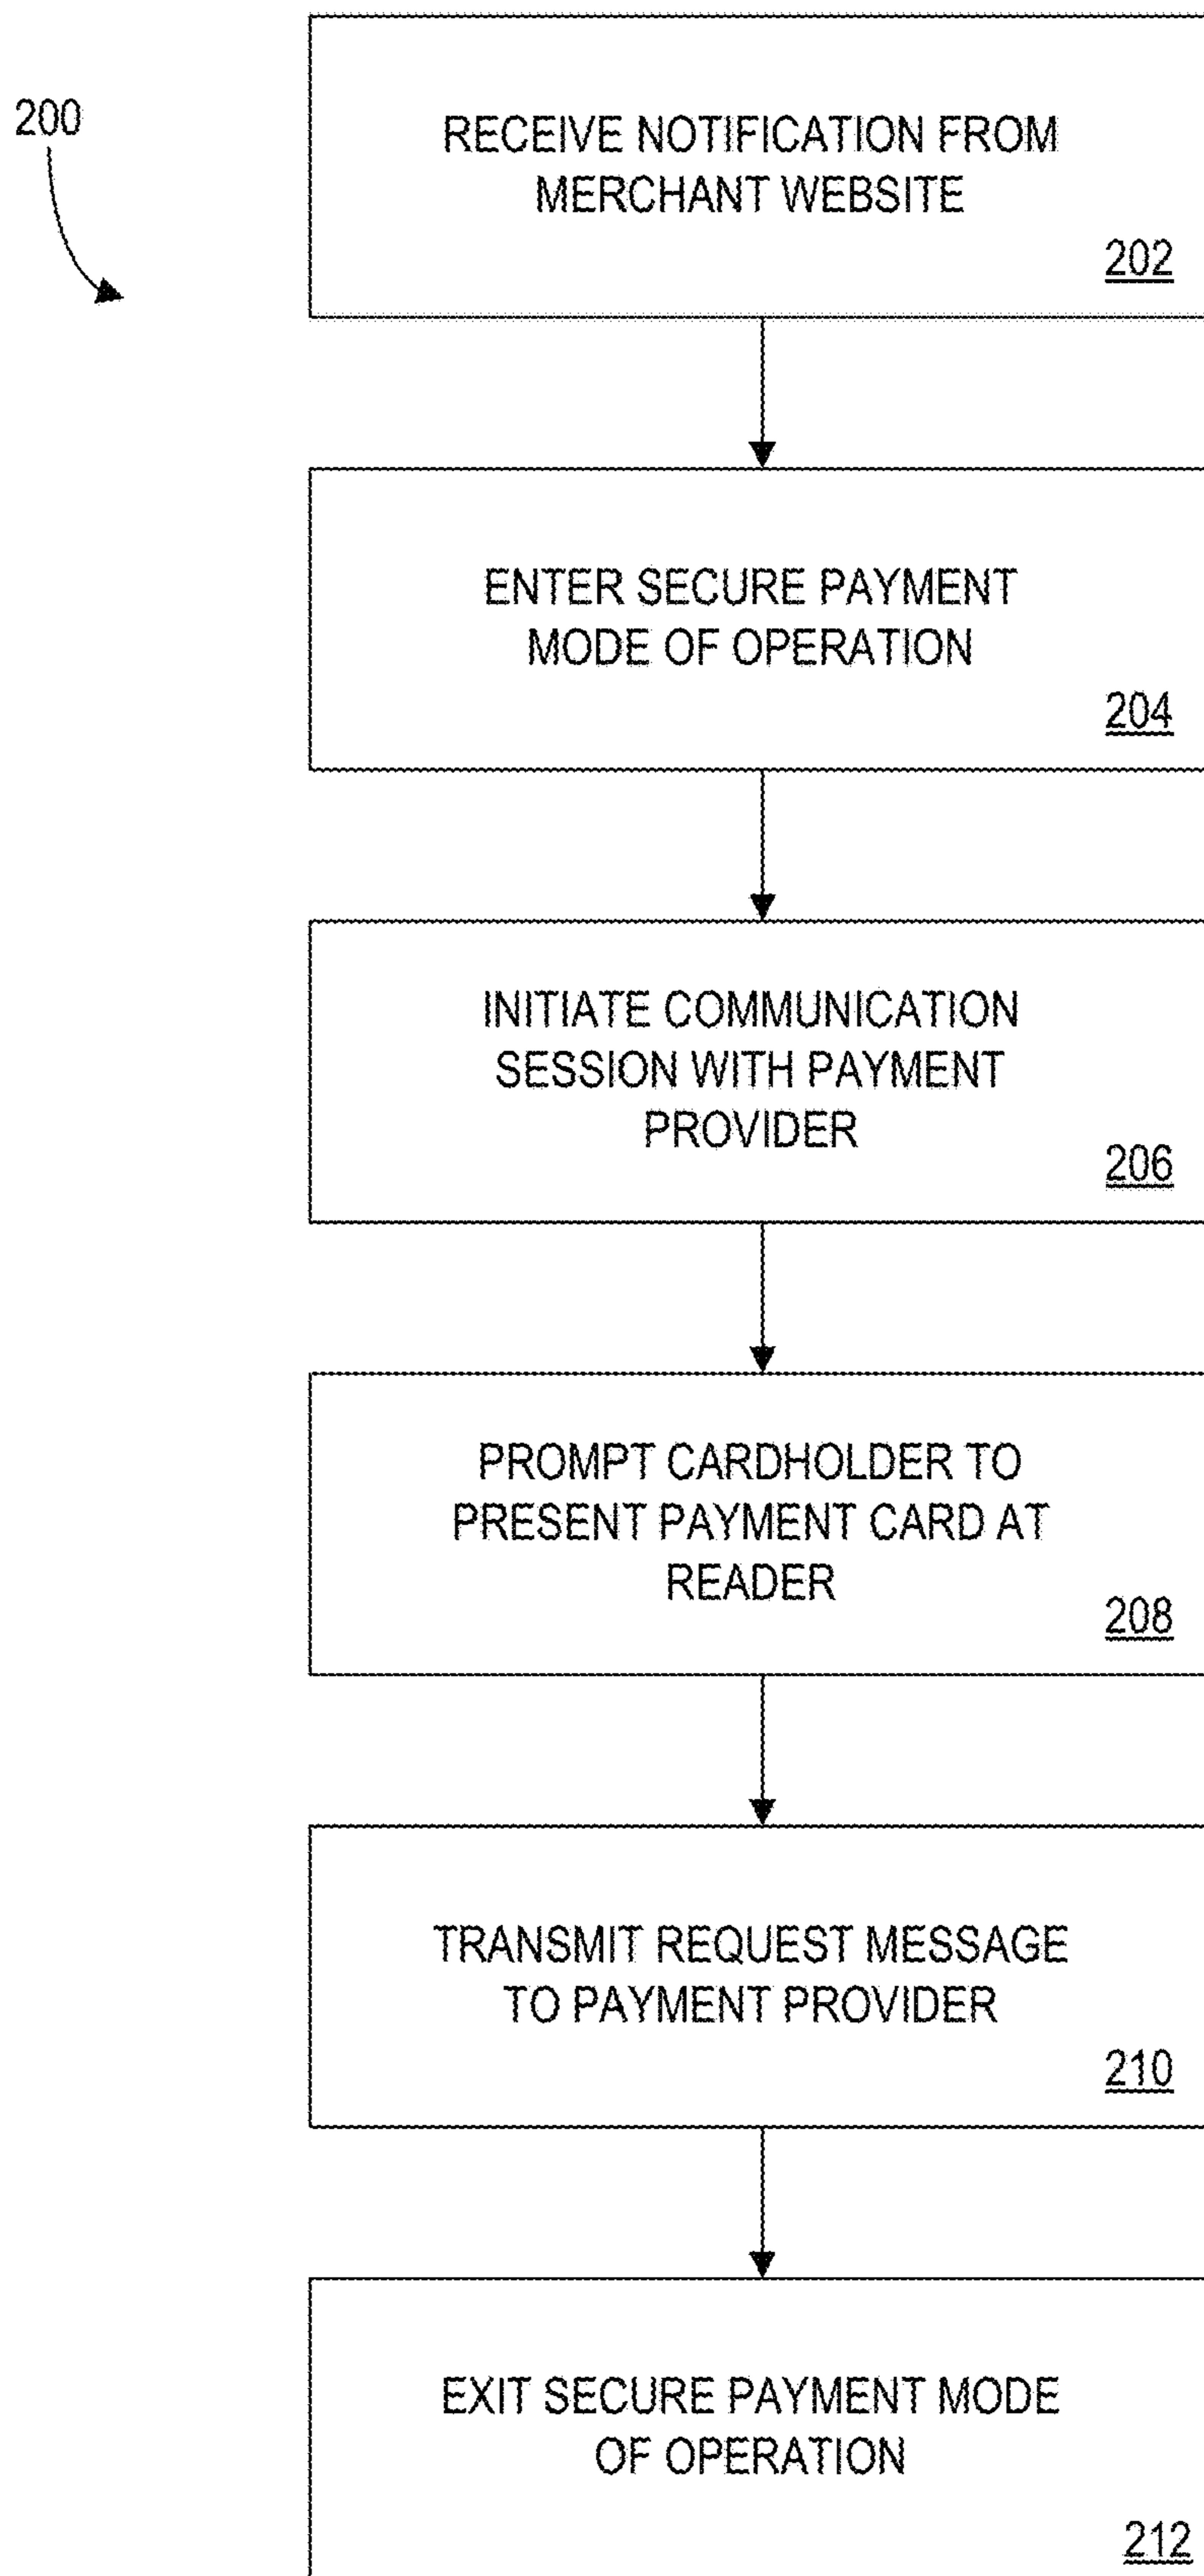 200
RECEIVE NOTIFICATION FROM
MERCHANT WEBSITE
202
ENTER SECURE PAYMENT
MODE OF OPERATION
204
INITIATE COMMUNICATION
SESSION WITH PAYMENT
PROVIDER
206
PROMPT CARDHOLDER TO
PRESENT PAYMENT CARD AT
READER
208
TRANSMIT REQUEST MESSAGE
TO PAYMENT PROVIDER
210
EXIT SECURE PAYMENT MODE
OF OPERATION
212